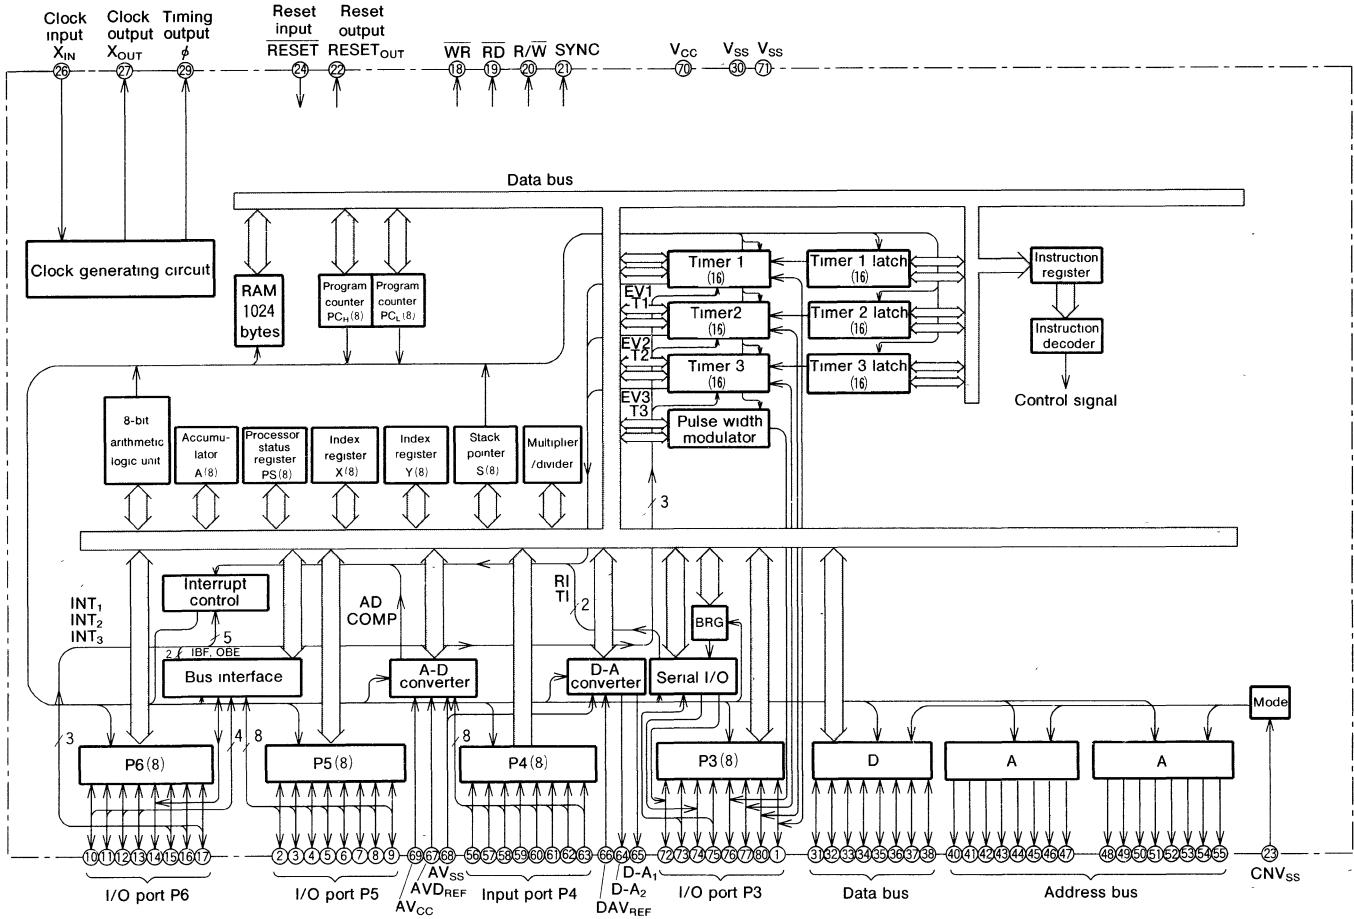 Clock input XIN
Clock output XOUT
Timing output ϕ
Reset input RESET
Reset output RESETOUT
WR
RD
R/W
SYNC
VCC
VSS
VSS
26
27
29
24
22
18
19
20
21
70
30
71
Data bus
Clock generating circuit
RAM 1024 bytes
Program counter PCH(8)
Program counter PCL(8)
Timer 1 (16)
Timer 1 latch (16)
Instruction register
EV1
T1
Timer2 (16)
Timer 2 latch (16)
Instruction decoder
EV2
T2
Timer 3 (16)
Timer 3 latch (16)
Control signal
EV3
T3
Pulse width modulator
8-bit arithmetic logic unit
Accumu-lator A(8)
Processor status register PS(8)
Index register X(8)
Index register Y(8)
Stack pointer S(8)
Multiplier /divider
3
Interrupt control
INT1
INT2
INT3
5
AD COMP
RI
TI
2
BRG
2
IBF, OBE
Bus interface
A-D converter
D-A converter
Serial I/O
Mode
3
4
8
8
P6(8)
P5(8)
P4(8)
P3(8)
D
A
A
10 11 12 13 14 15 16 17
2 3 4 5 6 7 8 9
69 67 68
56 57 58 59 60 61 62 63
66 64 65
72 73 74 75 76 77 80 1
31 32 33 34 35 36 37 38
40 41 42 43 44 45 46 47
48 49 50 51 52 53 54 55
23
I/O port P6
I/O port P5
AVSS
AVDREF
AVCC
Input port P4
D-A1
D-A2
DAVREF
I/O port P3
Data bus
Address bus
CNVSS